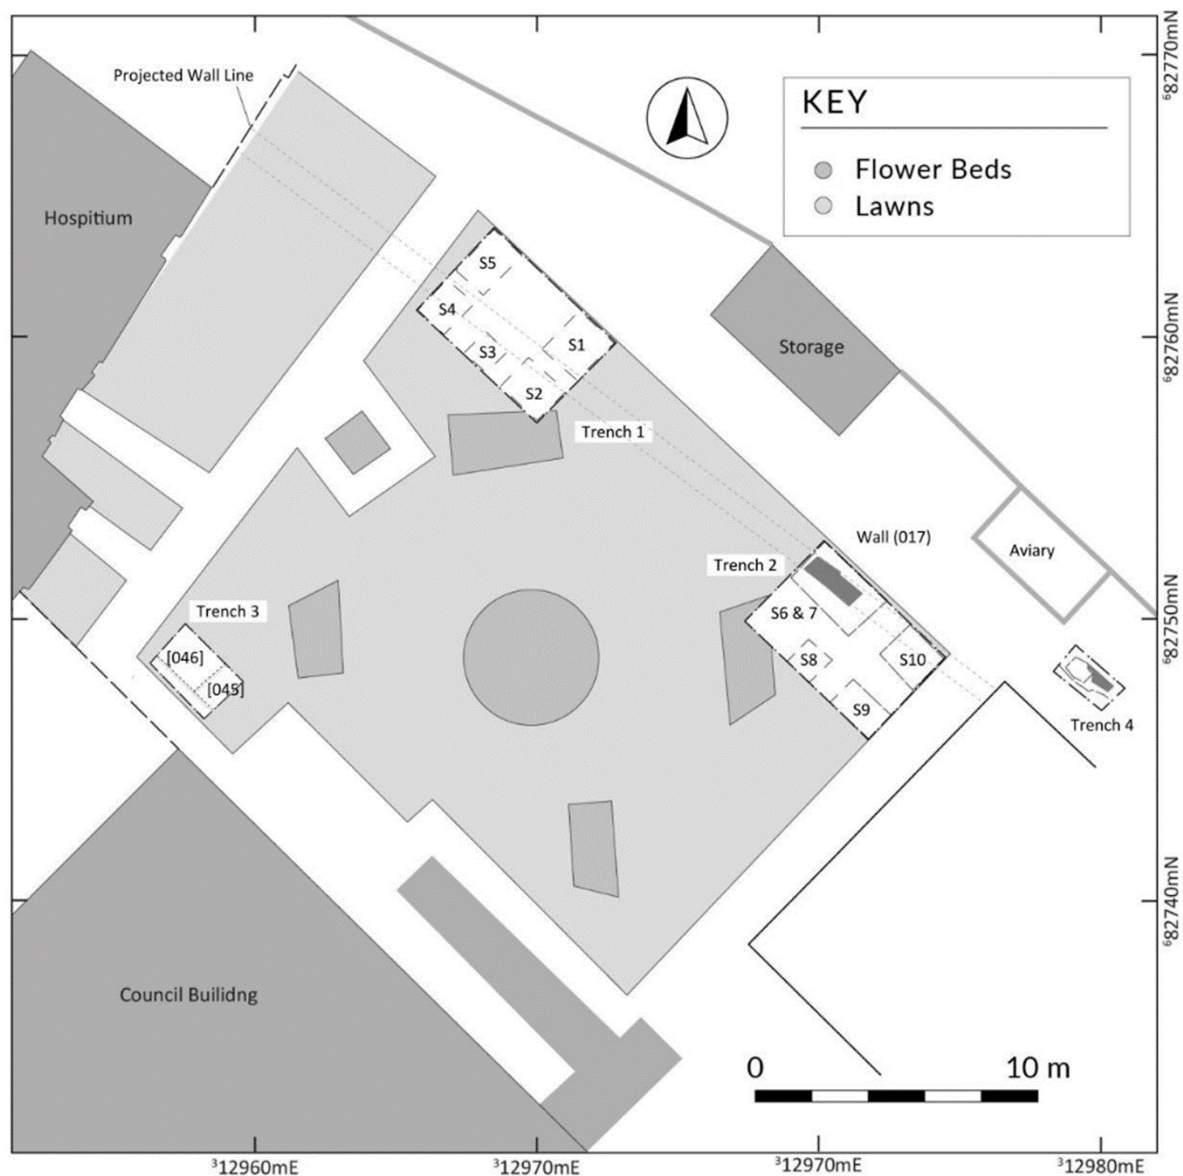 Projected Wall Line
KEY
Flower Beds
Lawns
Hospitium
S5
S4
S3
S1
S2
Storage
Trench 1
Wall (017)
Aviary
Trench 2
S6 & 7
S8
S10
S9
Trench 3
[046]
[045]
Trench 4
Council Builidng
0 10 m
⁶82770mN
⁶82760mN
⁶82750mN
⁶82740mN
³12960mE
³12970mE
³12970mE
³12980mE